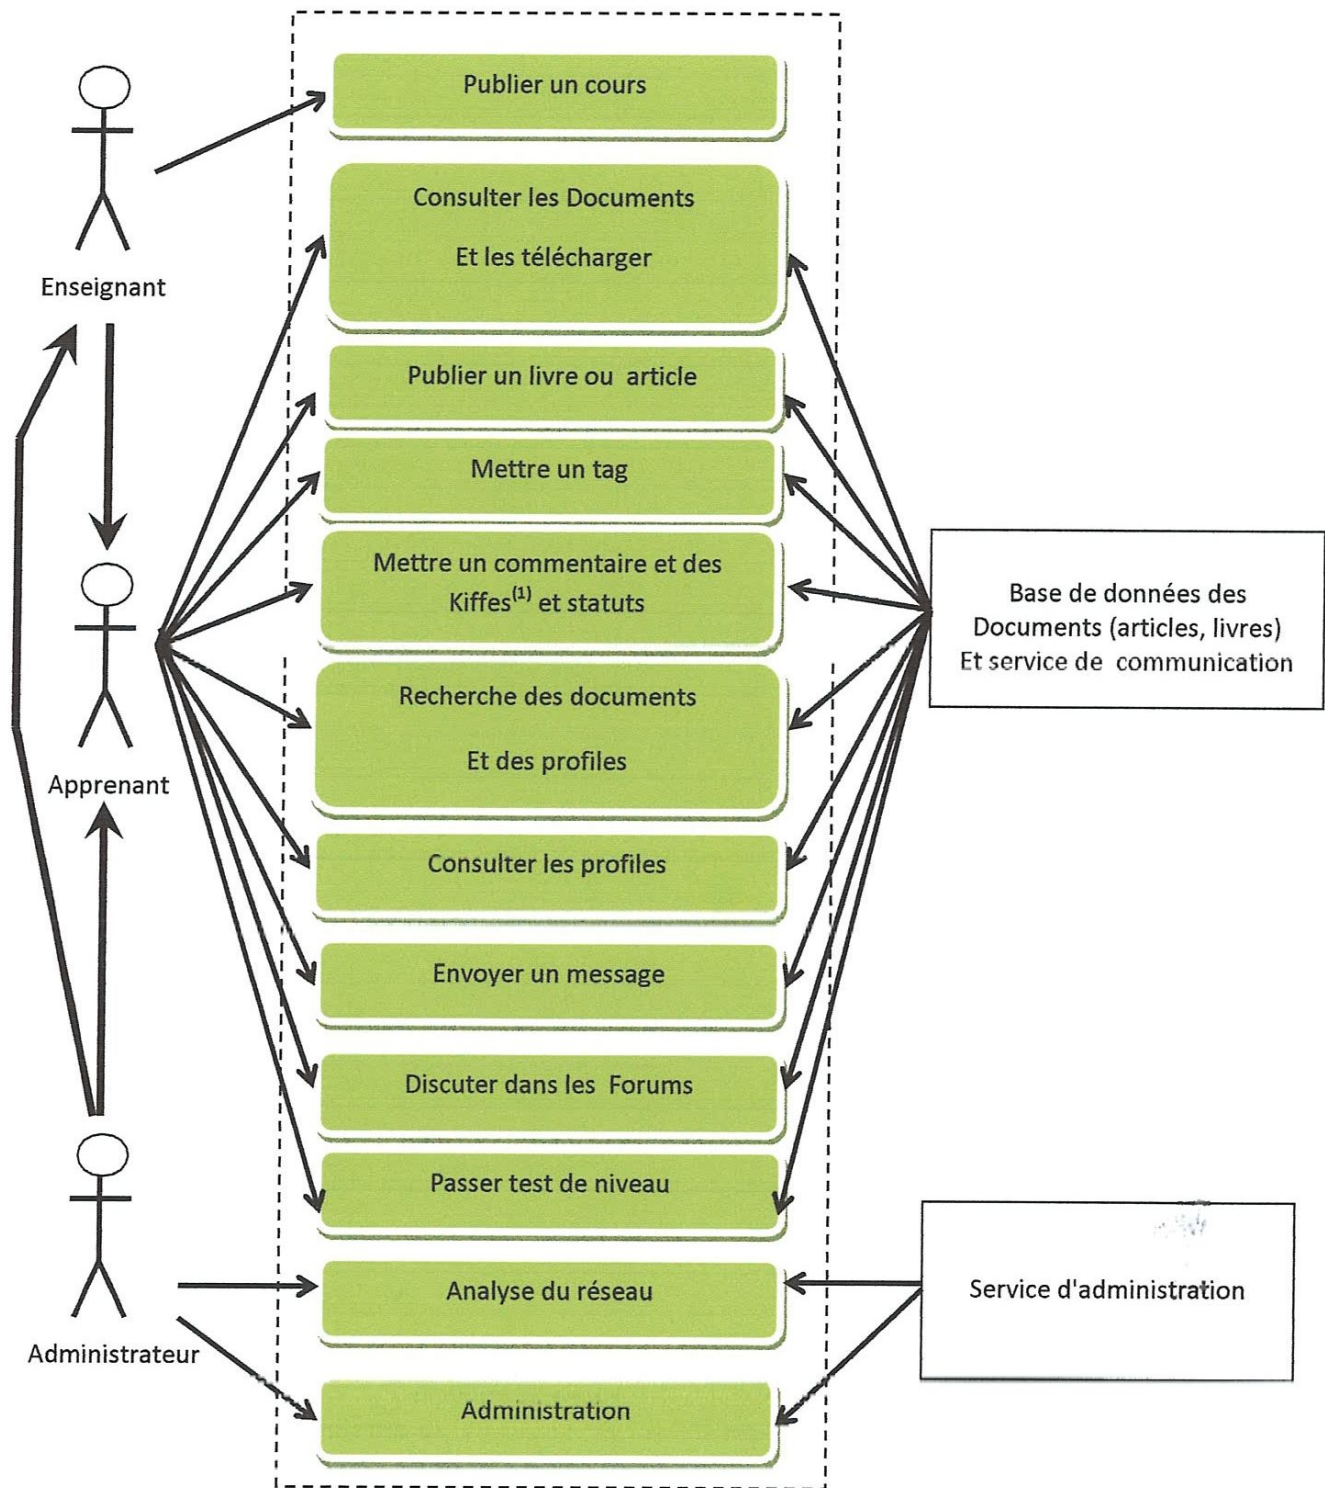 Publier un cours
Consulter les Documents
Et les télécharger
Enseignant
Publier un livre ou article
Mettre un tag
Mettre un commentaire et des
Kiffes(1) et statuts
Base de données des
Documents (articles, livres)
Et service de communication
Recherche des documents
Et des profiles
Apprenant
Consulter les profiles
Envoyer un message
Discuter dans les Forums
Passer test de niveau
Analyse du réseau
Service d'administration
Administrateur
Administration